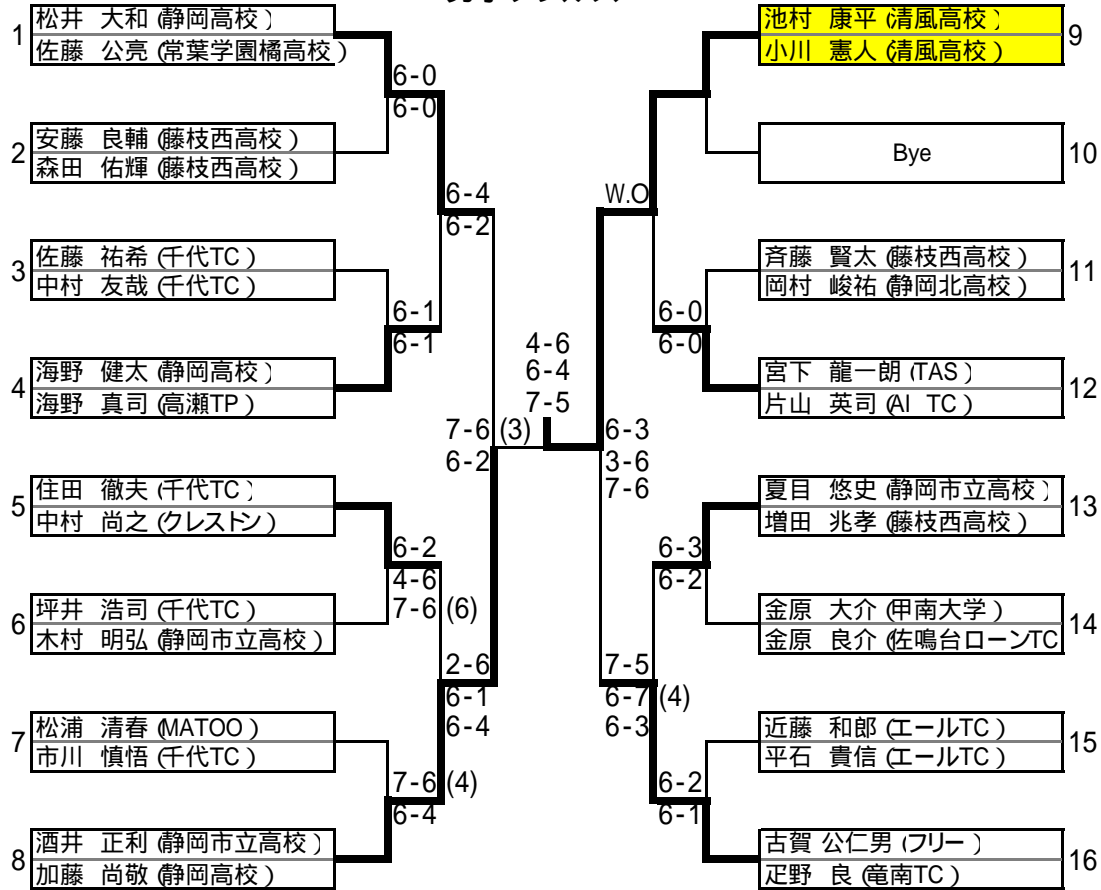 1
松井 大和 (静岡高校)
佐藤 公亮 (常葉学園橘高校)
2
安藤 良輔 (藤枝西高校)
森田 佑輝 (藤枝西高校)
3
佐藤 祐希 (千代TC)
中村 友哉 (千代TC)
4
海野 健太 (静岡高校)
海野 真司 (高瀬TP)
5
住田 徹夫 (千代TC)
中村 尚之 (クレストン)
6
坪井 浩司 (千代TC)
木村 明弘 (静岡市立高校)
7
松浦 清春 (MATOO)
市川 慎悟 (千代TC)
8
酒井 正利 (静岡市立高校)
加藤 尚敬 (静岡高校)
6-0
6-0
6-1
6-1
6-2
4-6
7-6 (6)
7-6 (4)
6-4
6-4
6-2
2-6
6-1
6-4
7-6 (3)
6-2
4-6
6-4
7-5
6-3
3-6
7-6
W.O
7-5
6-7 (4)
6-3
6-0
6-0
6-3
6-2
6-2
6-1
池村 康平 (清風高校)
小川 憲人 (清風高校)
9
Bye
10
斉藤 賢太 (藤枝西高校)
岡村 峻祐 (静岡北高校)
11
宮下 龍一朗 (TAS)
片山 英司 (AI TC)
12
夏目 悠史 (静岡市立高校)
増田 兆孝 (藤枝西高校)
13
金原 大介 (甲南大学)
金原 良介 (佐鳴台ローンTC
14
近藤 和郎 (エールTC)
平石 貴信 (エールTC)
15
古賀 公仁男 (フリー)
疋野 良 (竜南TC)
16